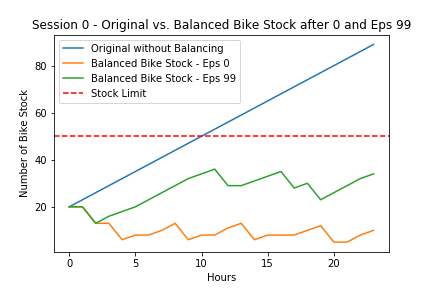 Session 0 - Original vs. Balanced Bike Stock after 0 and Eps 99
Original without Balancing
Balanced Bike Stock - Eps 0
Balanced Bike Stock - Eps 99
Stock Limit
Number of Bike Stock
80
60
40
20
0
5
10
15
20
Hours